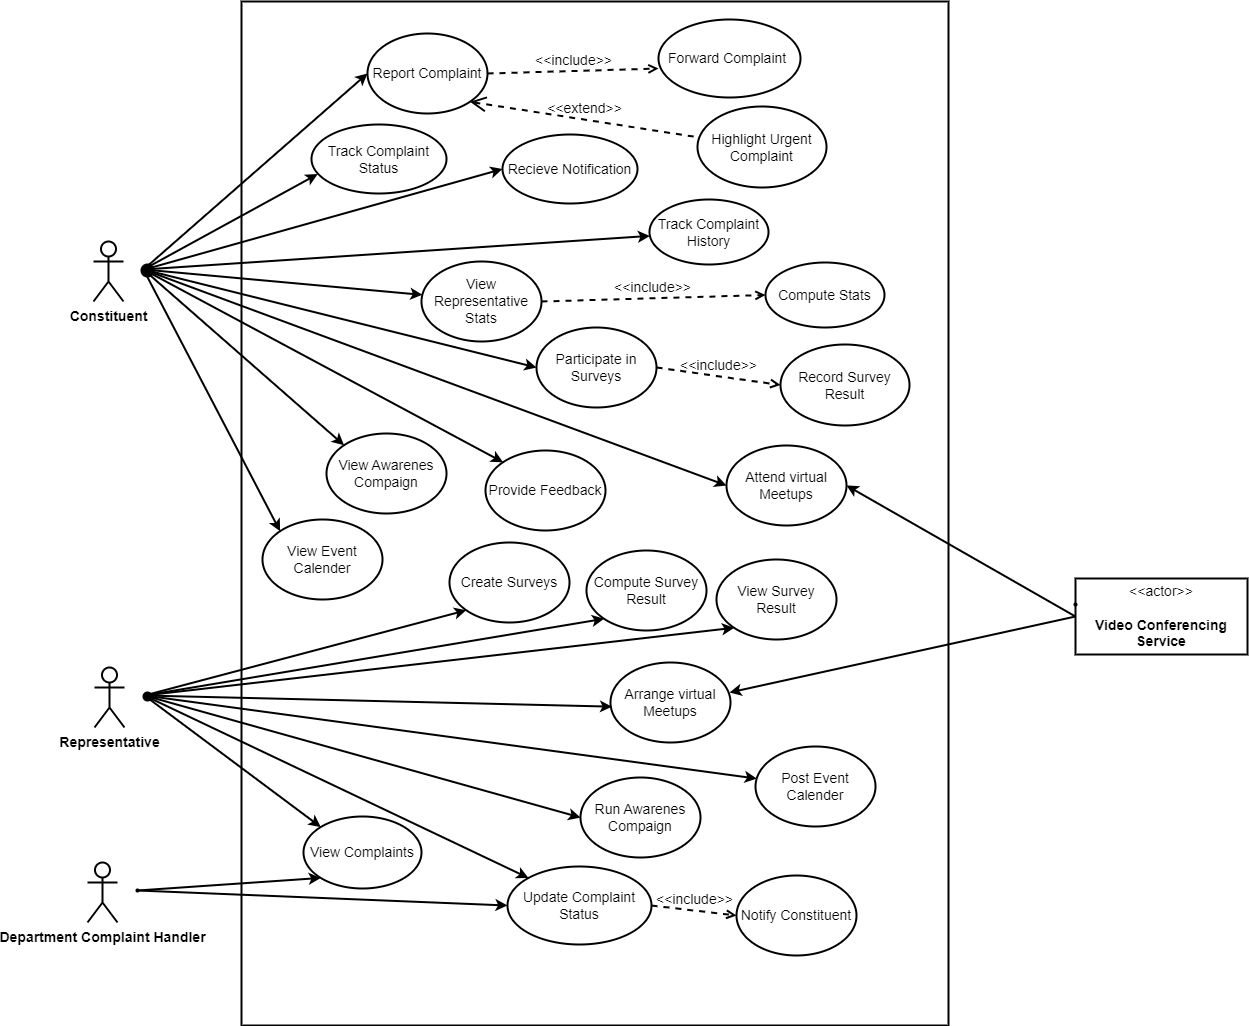 Report Complaint
<<include>>
Forward Complaint
<<extend>>
Highlight Urgent
Complaint
Track Complaint
Status
Recieve Notification
Track Complaint
History
Constituent
View
Representative
Stats
<<include>>
Compute Stats
Participate in
Surveys
<<include>>
Record Survey
Result
View Awarenes
Compaign
Provide Feedback
Attend virtual
Meetups
View Event
Calender
Create Surveys
Compute Survey
Result
View Survey
Result
<<actor>>
Video Conferencing
Service
Representative
Arrange virtual
Meetups
Post Event
Calender
Run Awarenes
Compaign
View Complaints
Department Complaint Handler
Update Complaint
Status
<<include>>
Notify Constituent